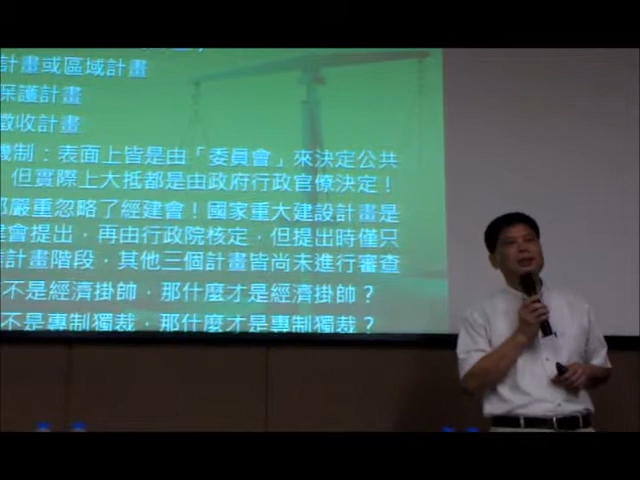 計畫或區域計畫
保護計畫
徵收計畫
機制：表面上皆是由「委員會」來決定公共
但實際上大抵都是由政府行政官僚決定！
都嚴重忽略了經建會！國家重大建設計畫是
建會提出，再由行政院核定，但提出時僅只
計畫階段，其他三個計畫皆尚未進行審查
不是經濟掛帥，那什麼才是經濟掛帥？
不是專制獨裁，那什麼才是專制獨裁？